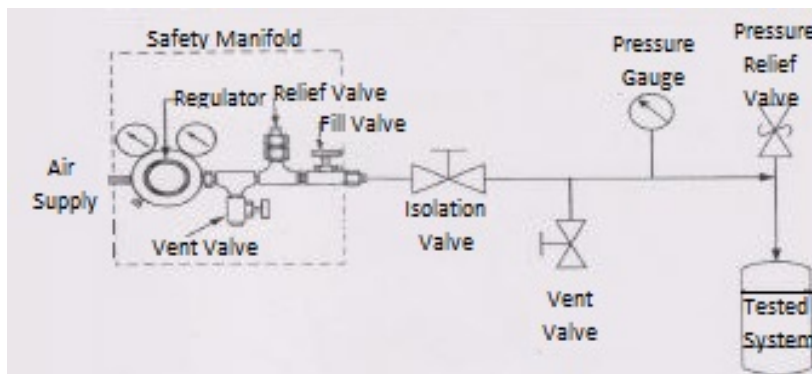 Safety Manifold
Regulator
Relief Valve
Fill Valve
Air
Supply
Vent Valve
Isolation
Valve
Vent
Valve
Pressure
Gauge
Pressure
Relief
Valve
Tested
System